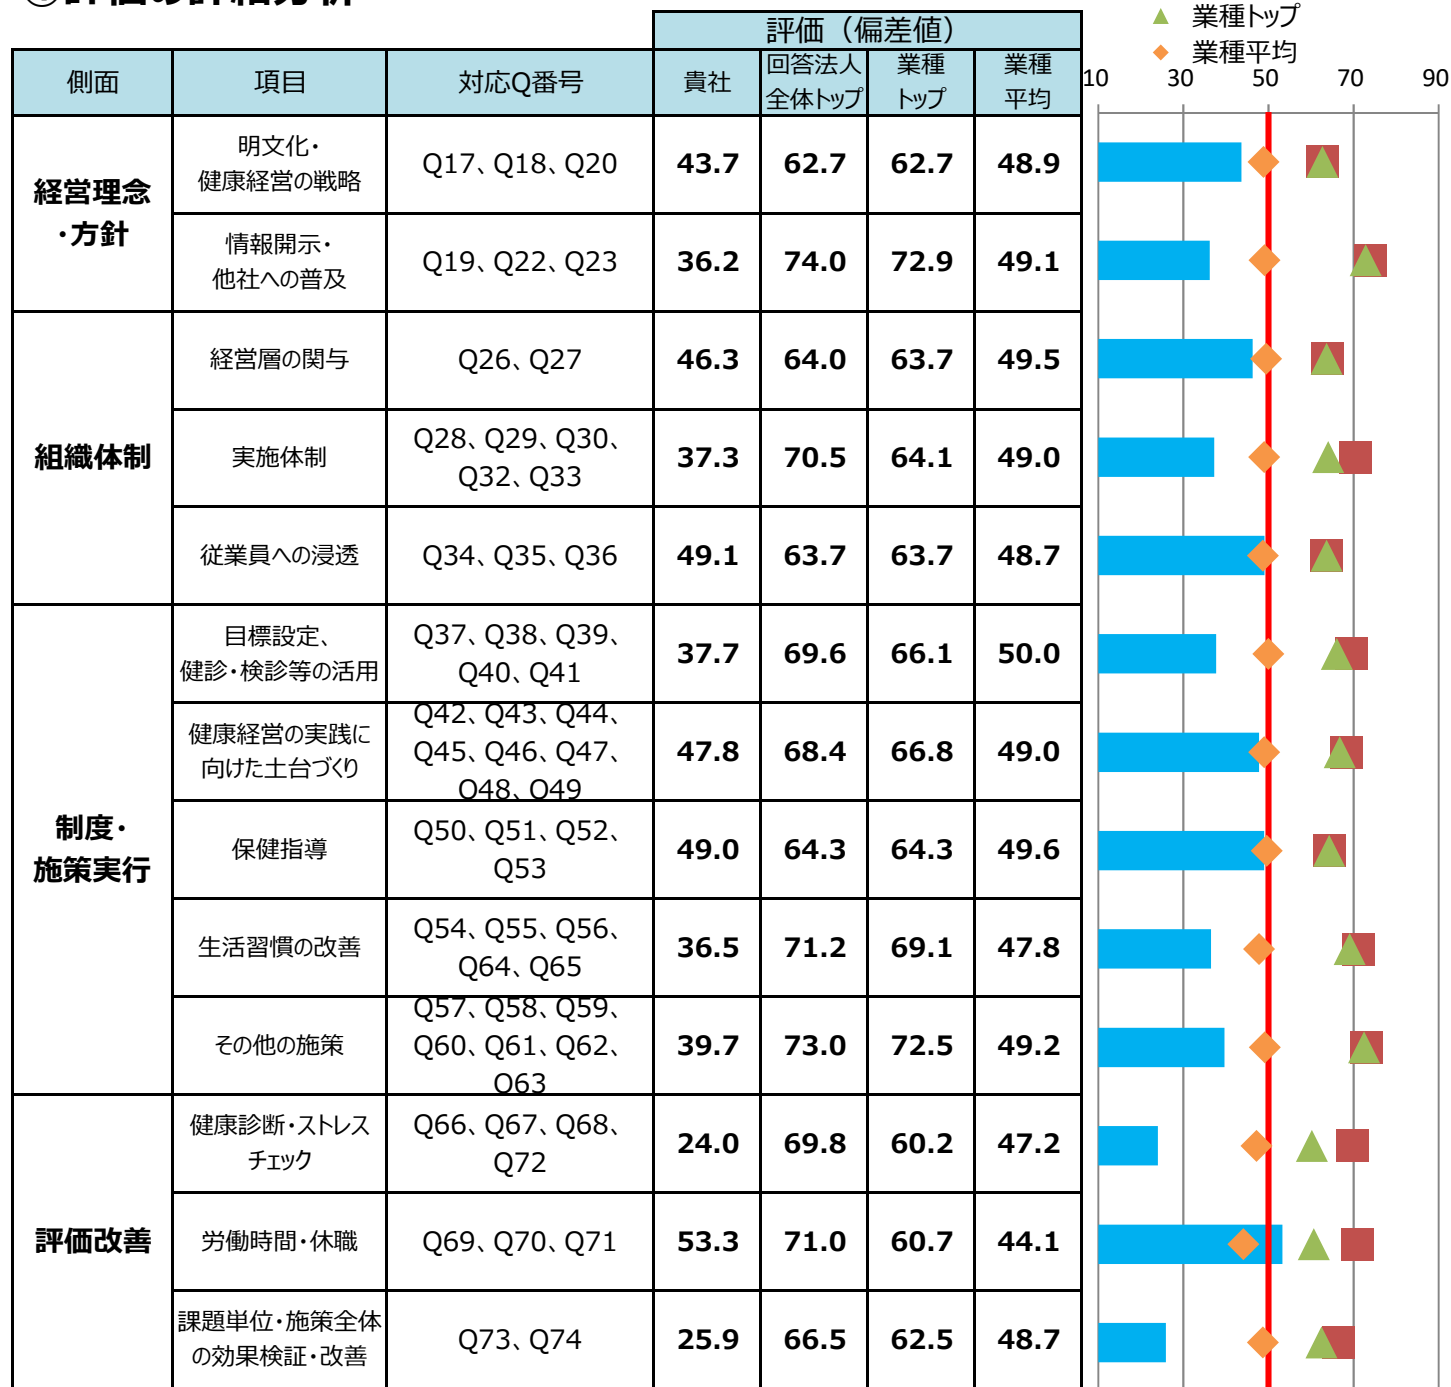 ▲ 業種トップ
◆ 業種平均
評価（偏差値）
側面 項目 対応Q番号 貴社 回答法人 業種 業種
全体トップ トップ 平均
10 30 50 70 90
経営理念
・方針
明文化・
健康経営の戦略
Q17、Q18、Q20 43.7 62.7 62.7 48.9
情報開示・
他社への普及
Q19、Q22、Q23 36.2 74.0 72.9 49.1
組織体制
経営層の関与 Q26、Q27 46.3 64.0 63.7 49.5
実施体制
Q28、Q29、Q30、
Q32、Q33
37.3 70.5 64.1 49.0
従業員への浸透 Q34、Q35、Q36 49.1 63.7 63.7 48.7
制度・
施策実行
目標設定、
健診・検診等の活用
Q37、Q38、Q39、
Q40、Q41
37.7 69.6 66.1 50.0
健康経営の実践に
向けた土台づくり
Q42、Q43、Q44、
Q45、Q46、Q47、
Q48、Q49
47.8 68.4 66.8 49.0
保健指導
Q50、Q51、Q52、
Q53
49.0 64.3 64.3 49.6
生活習慣の改善
Q54、Q55、Q56、
Q64、Q65
36.5 71.2 69.1 47.8
その他の施策
Q57、Q58、Q59、
Q60、Q61、Q62、
Q63
39.7 73.0 72.5 49.2
評価改善
健康診断・ストレス
チェック
Q66、Q67、Q68、
Q72
24.0 69.8 60.2 47.2
労働時間・休職 Q69、Q70、Q71 53.3 71.0 60.7 44.1
課題単位・施策全体
の効果検証・改善
Q73、Q74 25.9 66.5 62.5 48.7